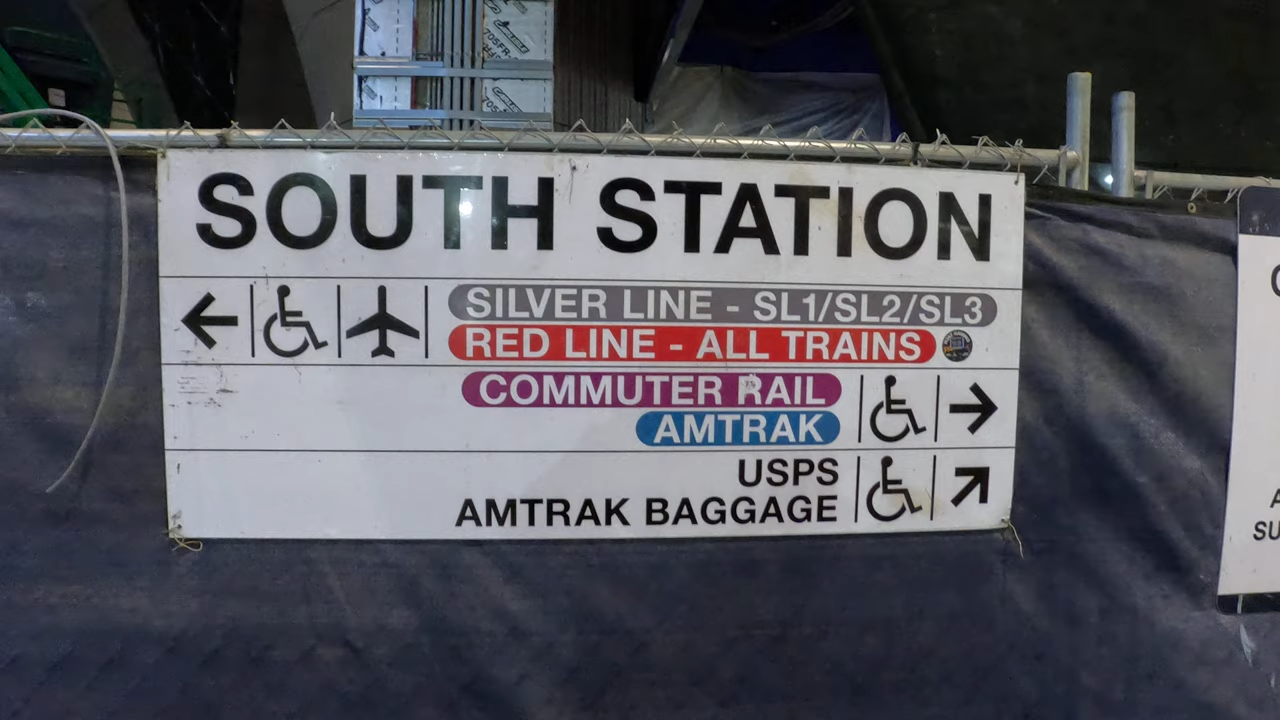 SOUTH STATION
SILVER LINE - SL1/SL2/SL3
RED LINE - ALL TRAINS
COMMUTER RAIL
AMTRAK
USPS
AMTRAK BAGGAGE